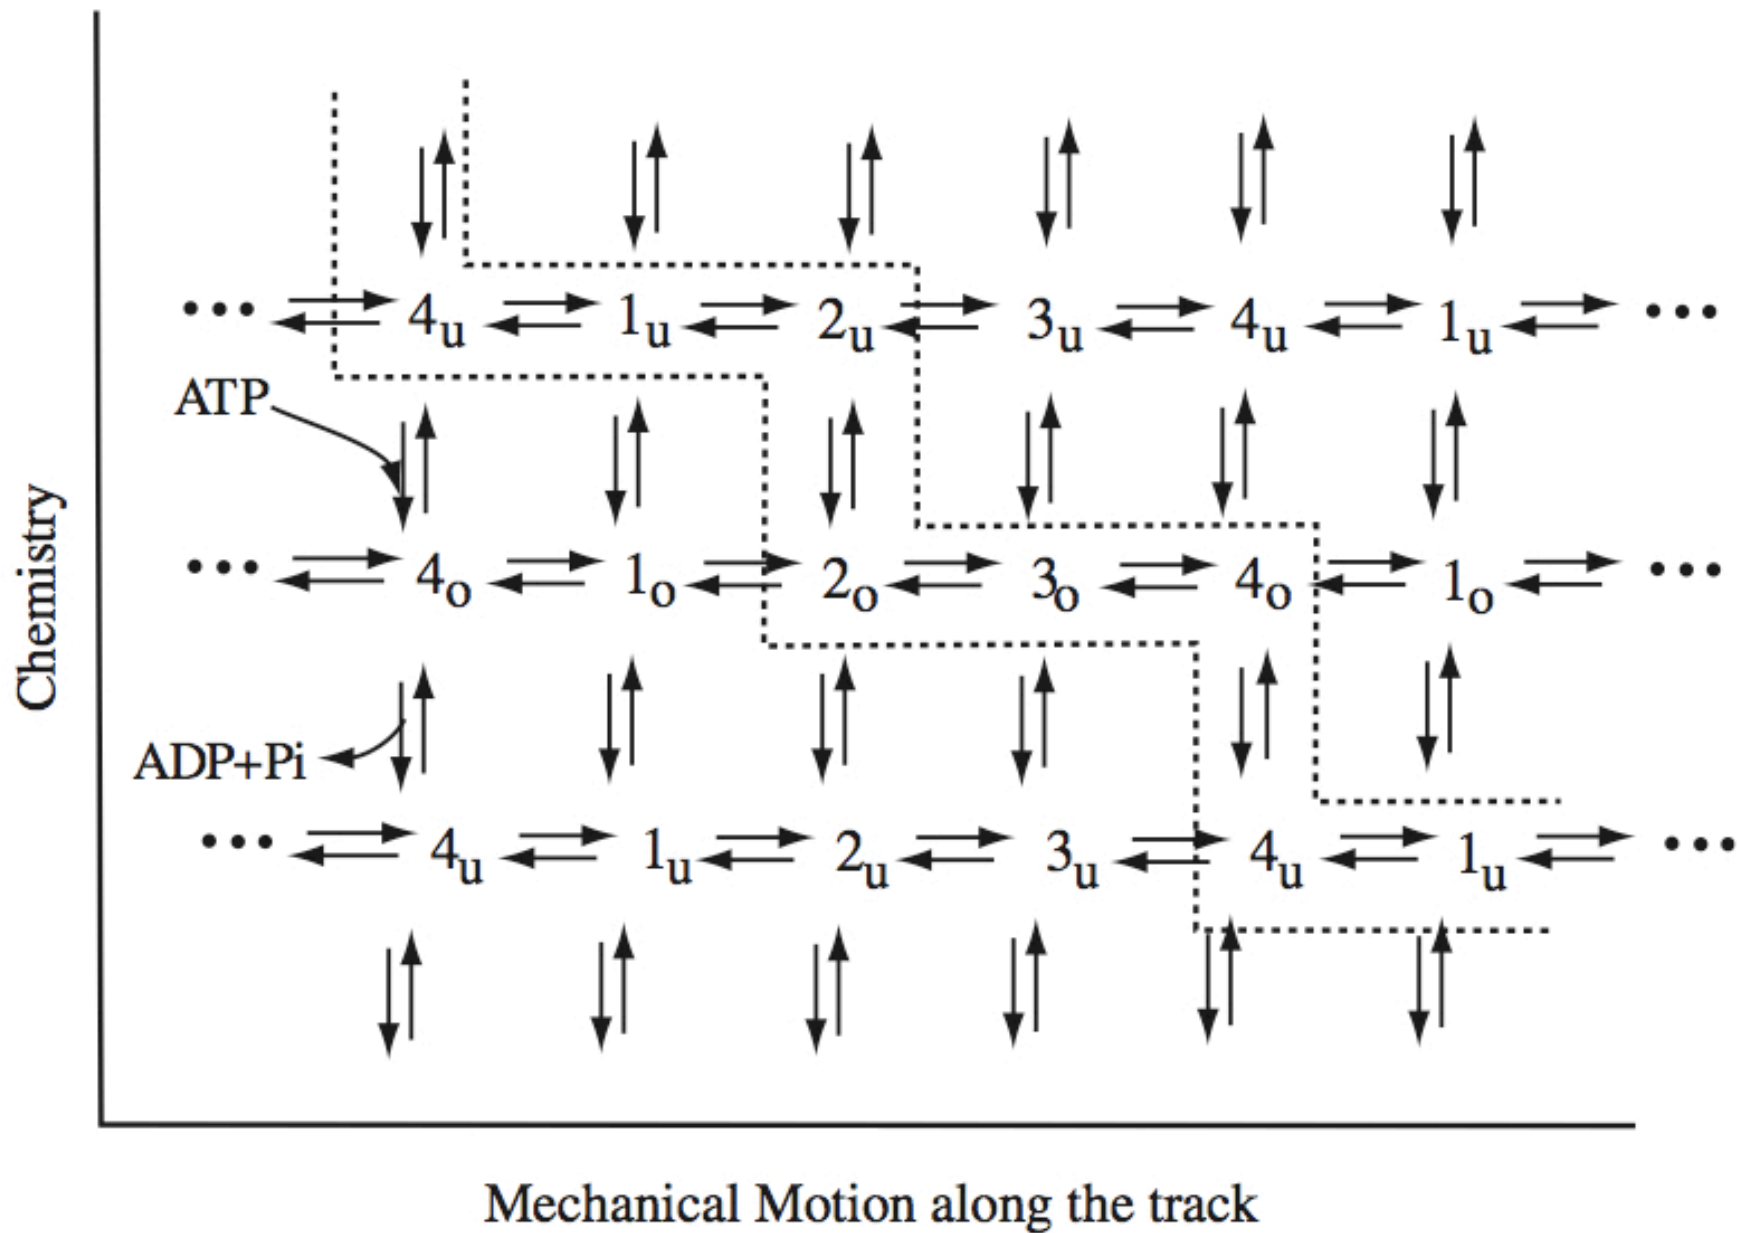 ... 4u 1u 2u 3u 4u 1u ...
ATP
... 4o 1o 2o 3o 4o 1o ...
ADP+Pi
... 4u 1u 2u 3u 4u 1u ...
Chemistry
Mechanical Motion along the track